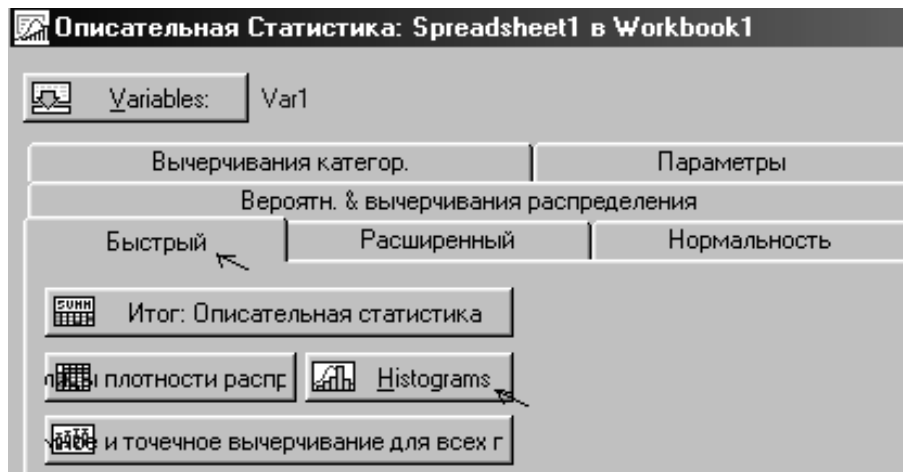 Описательная Статистика: Spreadsheet1 в Workbook1
Variables: Var1
Вычерчивания категор. Параметры
Вероятн. & вычерчивания распределения
Быстрый Расширенный Нормальность
SUMM
Итог: Описательная статистика
плотности распр Histograms
и точечное вычерчивание для всех г